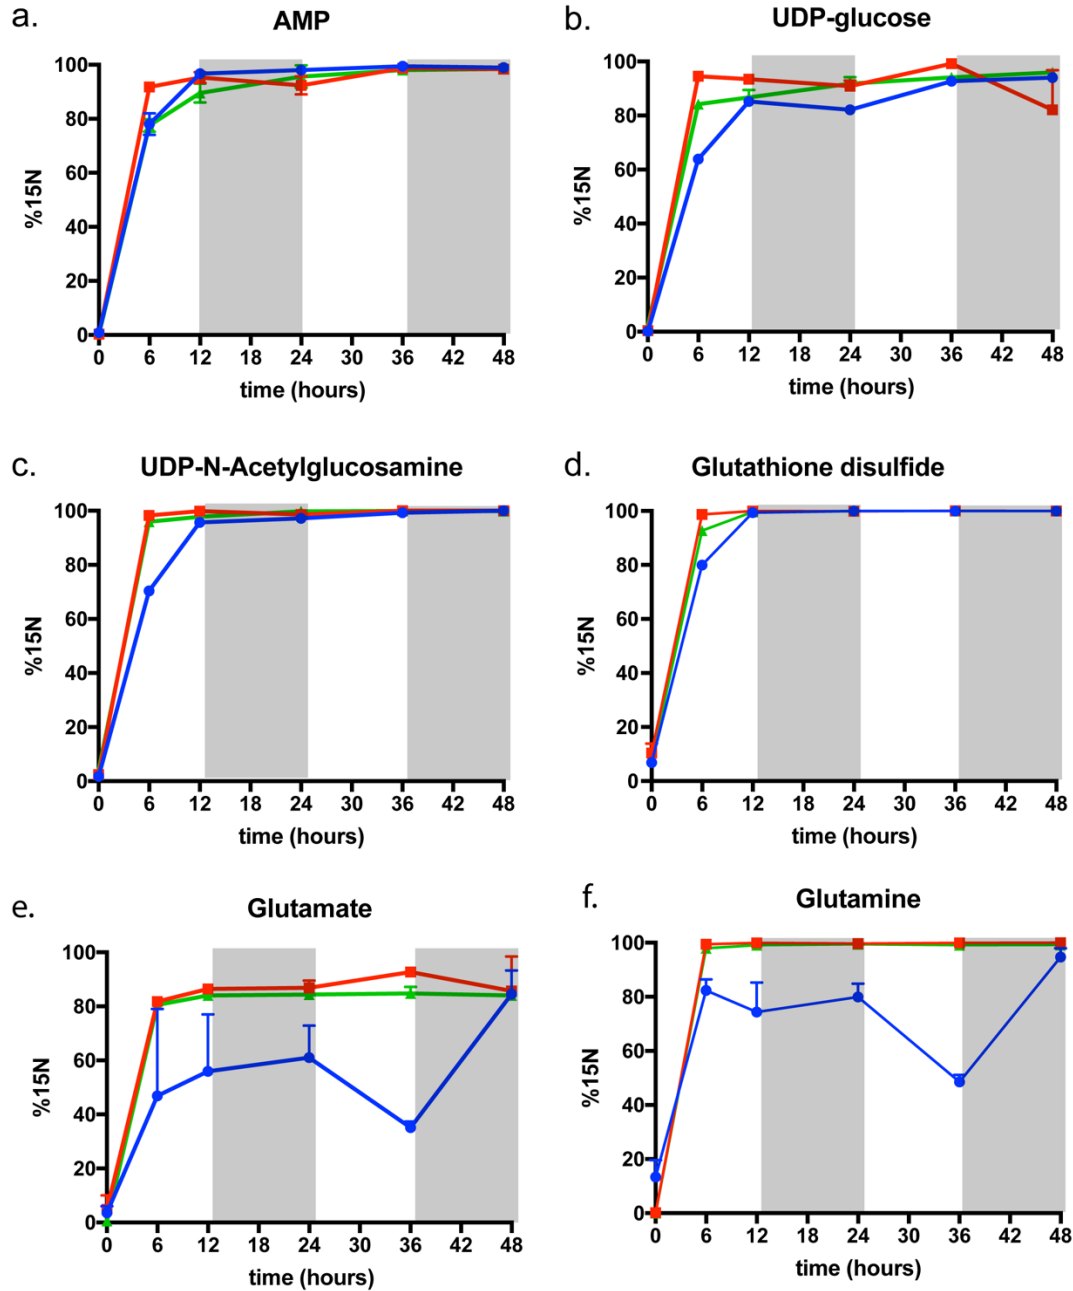 a.
AMP
%15N
100
80
60
40
20
0
0 6 12 18 24 30 36 42 48
time (hours)
b.
UDP-glucose
%15N
100
80
60
40
20
0
0 6 12 18 24 30 36 42 48
time (hours)
c.
UDP-N-Acetylglucosamine
%15N
100
80
60
40
20
0
0 6 12 18 24 30 36 42 48
time (hours)
d.
Glutathione disulfide
%15N
100
80
60
40
20
0
0 6 12 18 24 30 36 42 48
time (hours)
e.
Glutamate
%15N
100
80
60
40
20
0
0 6 12 18 24 30 36 42 48
time (hours)
f.
Glutamine
%15N
100
80
60
40
20
0
0 6 12 18 24 30 36 42 48
time (hours)